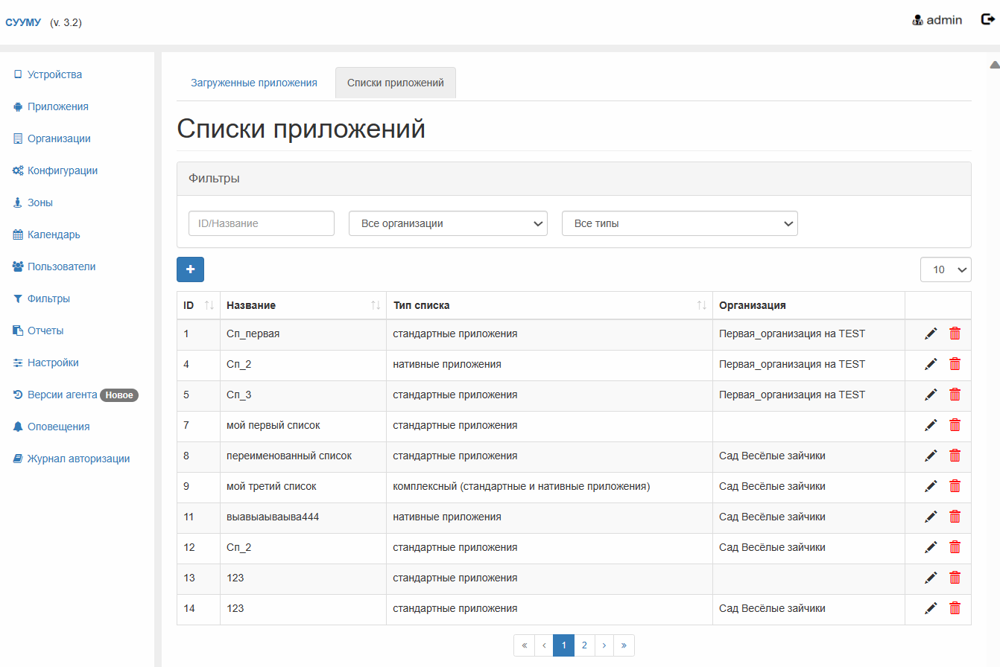 СУУМУ (v. 3.2)
admin
Устройства
Приложения
Организации
Конфигурации
Зоны
Календарь
Пользователи
Фильтры
Отчеты
Настройки
Версии агента Новое
Оповещения
Журнал авторизации
Загруженные приложения Списки приложений
Списки приложений
Фильтры
ID/Название Все организации Все типы
+ 10
ID Название Тип списка Организация
1 Сп_первая стандартные приложения Первая_организация на TEST
4 Сп_2 нативные приложения Первая_организация на TEST
5 Сп_3 стандартные приложения Первая_организация на TEST
7 мой первый список стандартные приложения
8 переименованный список стандартные приложения Сад Весёлые зайчики
9 мой третий список комплексный (стандартные и нативные приложения) Сад Весёлые зайчики
11 выавыаываыва444 нативные приложения Сад Весёлые зайчики
12 Сп_2 стандартные приложения Сад Весёлые зайчики
13 123 стандартные приложения
14 123 стандартные приложения Сад Весёлые зайчики
« ‹ 1 2 › »